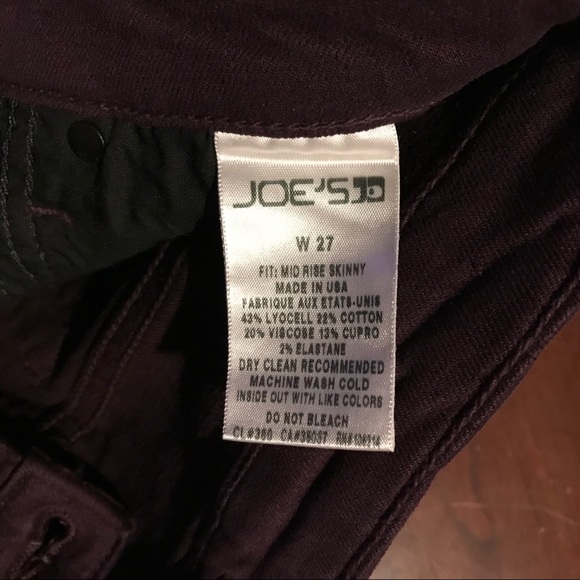 JOE'S JD
W 27
FIT: MID RISE SKINNY
MADE IN USA
FABRIQUE AUX ETATS-UNIS
43% LYOCELL 22% COTTON
20% VISCOSE 13% CUPRO
2% ELASTANE
DRY CLEAN RECOMMENDED
MACHINE WASH COLD
INSIDE OUT WITH LIKE COLORS
DO NOT BLEACH